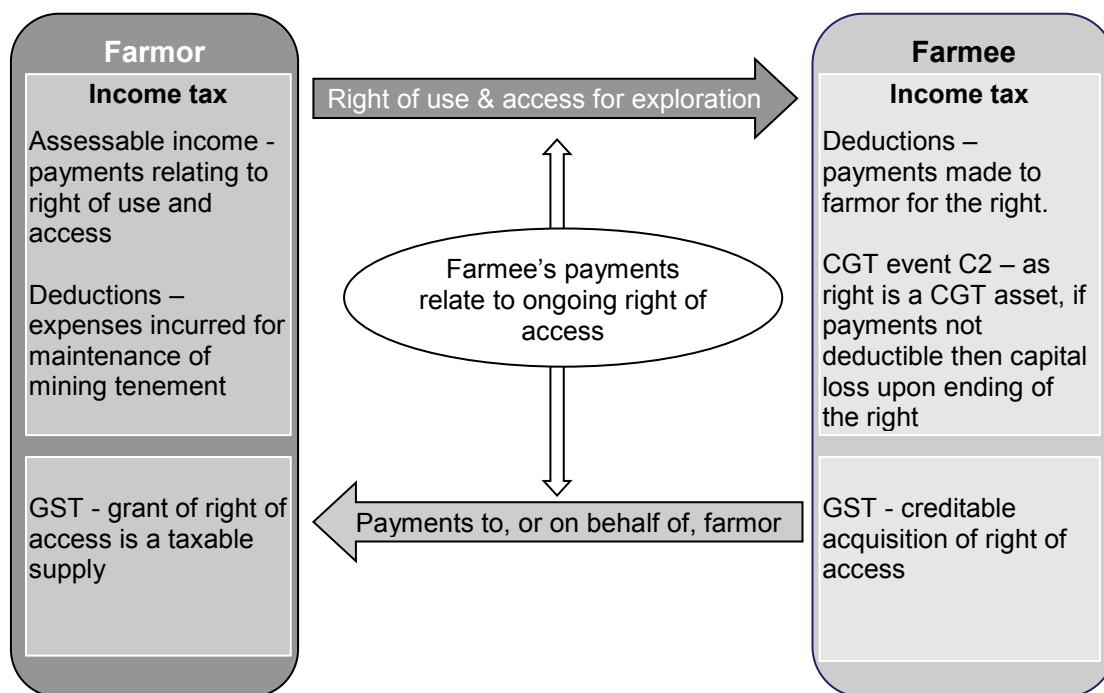 Farmor
Income tax
Assessable income -
payments relating to
right of use and
access
Deductions –
expenses incurred for
maintenance of
mining tenement
GST - grant of right of
access is a taxable
supply
Right of use & access for exploration
Farmee's payments
relate to ongoing right of
access
Payments to, or on behalf of, farmor
Farmee
Income tax
Deductions –
payments made to
farmor for the right.
CGT event C2 – as
right is a CGT asset, if
payments not
deductible then capital
loss upon ending of
the right
GST - creditable
acquisition of right of
access